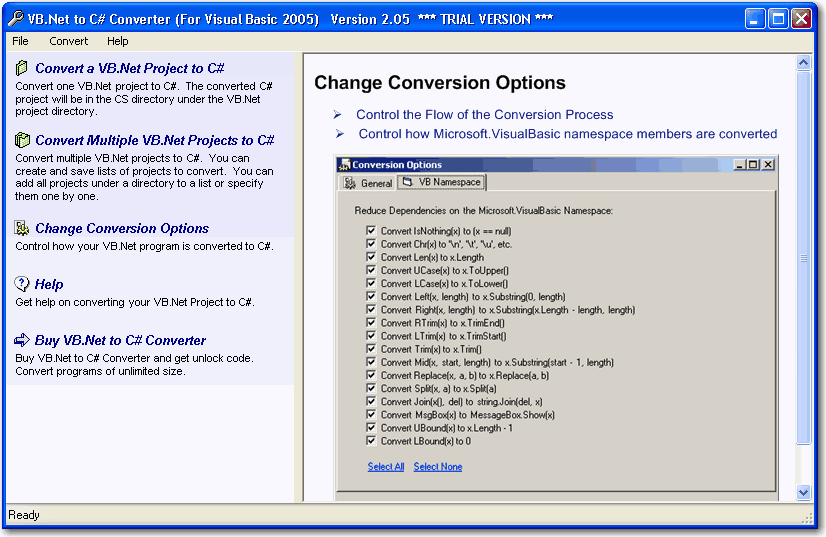 VB.Net to C# Converter (For Visual Basic 2005)   Version 2.05  *** TRIAL VERSION ***
File Convert Help
Convert a VB.Net Project to C#
Convert one VB.Net project to C#.  The converted C#
project will be in the CS directory under the VB.Net
project directory.
Convert Multiple VB.Net Projects to C#
Convert multiple VB.Net projects to C#.  You can
create and save lists of projects to convert.  You can
add all projects under a directory to a list or specify
them one by one.
Change Conversion Options
Control how your VB.Net program is converted to C#.
Help
Get help on converting your VB.Net Project to C#.
Buy VB.Net to C# Converter
Buy VB.Net to C# Converter and get unlock code.
Convert programs of unlimited size.
Change Conversion Options
Control the Flow of the Conversion Process
Control how Microsoft.VisualBasic namespace members are converted
Conversion Options
General VB Namespace
Reduce Dependencies on the Microsoft.VisualBasic Namespace:
Convert IsNothing(x) to (x == null)
Convert Chr(x) to "\n", "\t", "\u", etc.
Convert Len(x) to x.Length
Convert UCase(x) to x.ToUpper()
Convert LCase(x) to x.ToLower()
Convert Left(x, length) to x.Substring(0, length)
Convert Right(x, length) to x.Substring(x.Length - length, length)
Convert RTrim(x) to x.TrimEnd()
Convert LTrim(x) to x.TrimStart()
Convert Trim(x) to x.Trim()
Convert Mid(x, start, length) to x.Substring(start - 1, length)
Convert Replace(x, a, b) to x.Replace(a, b)
Convert Split(x, a) to x.Split(a)
Convert Join(x(), del) to string.Join(del, x)
Convert MsgBox(x) to MessageBox.Show(x)
Convert UBound(x) to x.Length - 1
Convert LBound(x) to 0
Select All Select None
Ready